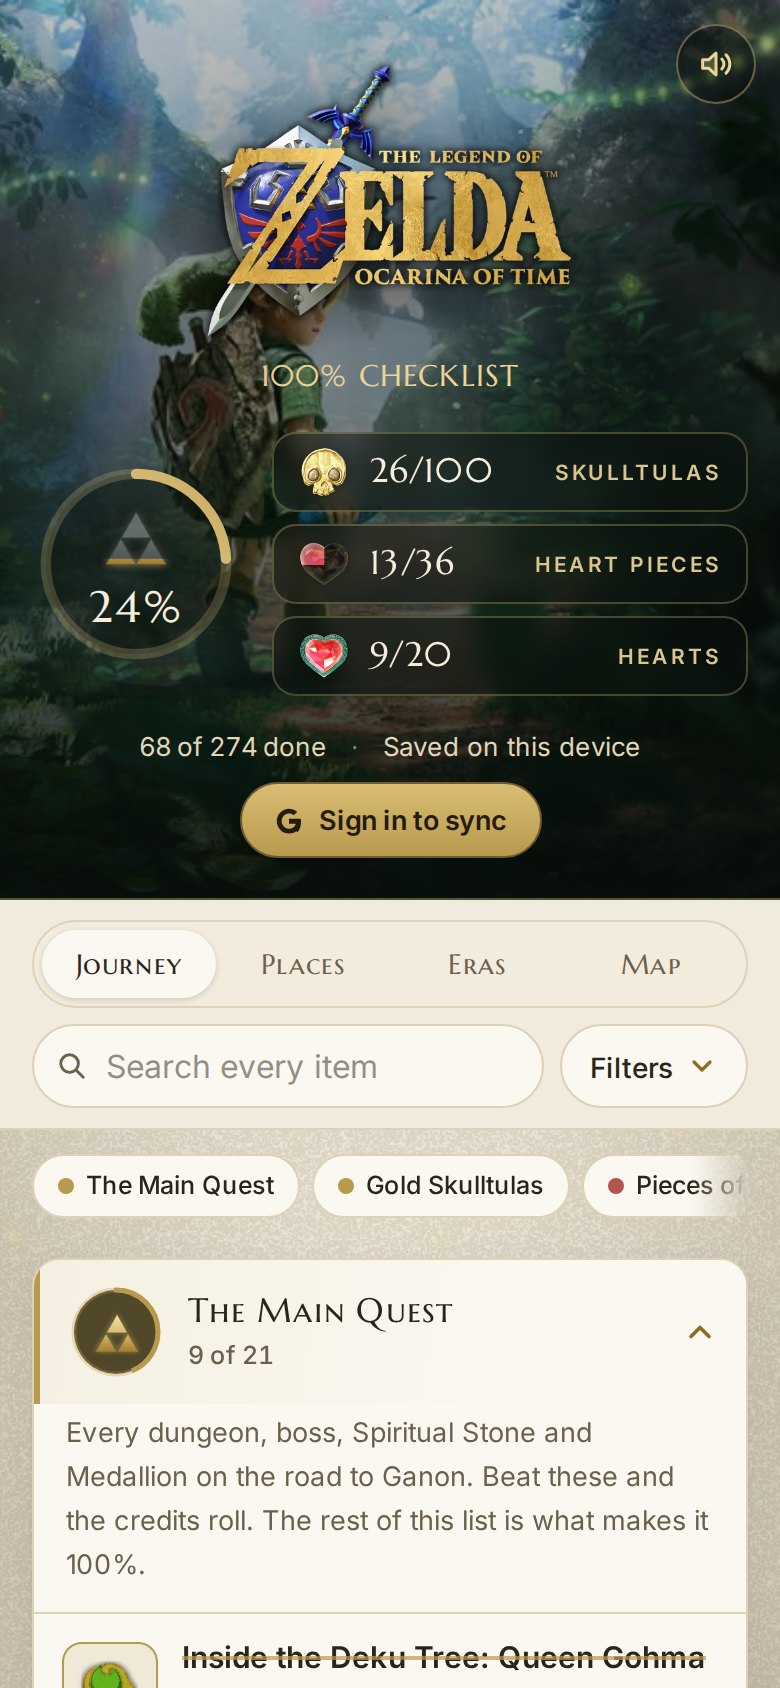 THE LEGEND OF
ZELDA™
OCARINA OF TIME
100% CHECKLIST
24%
26/100 SKULLTULAS
13/36 HEART PIECES
9/20 HEARTS
68 of 274 done · Saved on this device
G Sign in to sync
Journey Places Eras Map
Search every item Filters
The Main Quest Gold Skulltulas Pieces of
The Main Quest
9 of 21
Every dungeon, boss, Spiritual Stone and
Medallion on the road to Ganon. Beat these and
the credits roll. The rest of this list is what makes it
100%.
Inside the Deku Tree: Queen Gohma